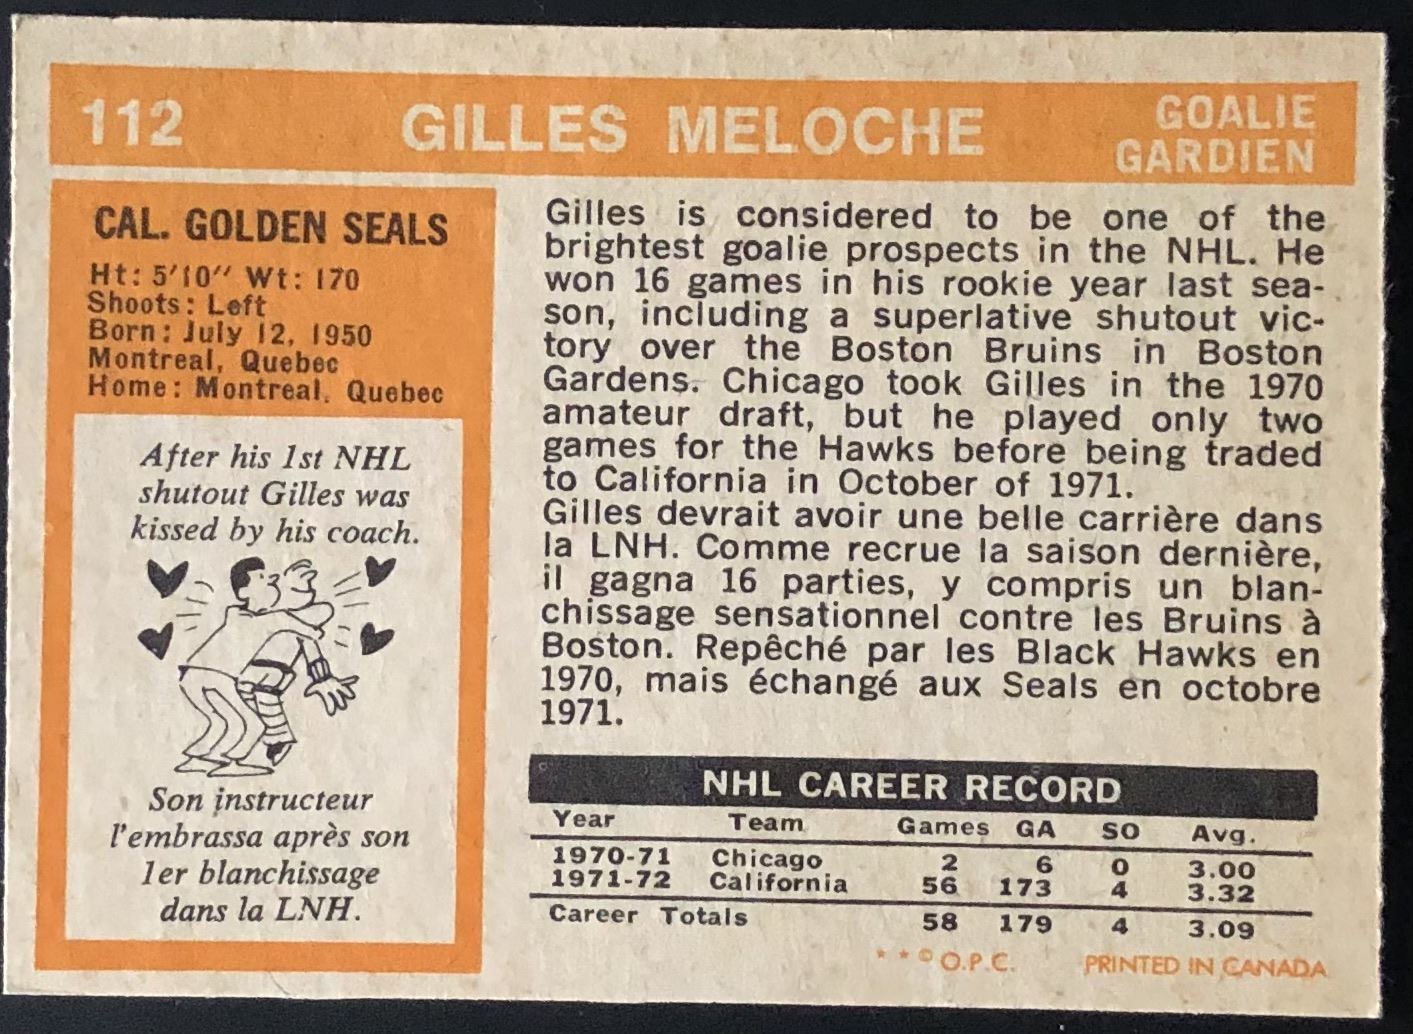 112 GILLES MELOCHE GOALIE
GARDIEN
CAL. GOLDEN SEALS
Ht: 5'10″ Wt: 170
Shoots: Left
Born: July 12, 1950
Montreal, Quebec
Home: Montreal, Quebec
After his 1st NHL
shutout Gilles was
kissed by his coach.
Son instructeur
l'embrassa après son
1er blanchissage
dans la LNH.
Gilles is considered to be one of the
brightest goalie prospects in the NHL. He
won 16 games in his rookie year last sea-
son, including a superlative shutout vic-
tory over the Boston Bruins in Boston
Gardens. Chicago took Gilles in the 1970
amateur draft, but he played only two
games for the Hawks before being traded
to California in October of 1971.
Gilles devrait avoir une belle carrière dans
la LNH. Comme recrue la saison dernière,
il gagna 16 parties, y compris un blan-
chissage sensationnel contre les Bruins à
Boston. Repêché par les Black Hawks en
1970, mais échangé aux Seals en octobre
1971.
NHL CAREER RECORD
Year Team Games GA SO Avg.
1970-71 Chicago 2 6 0 3.00
1971-72 California 56 173 4 3.32
Career Totals 58 179 4 3.09
* * © O.P.C. PRINTED IN CANADA